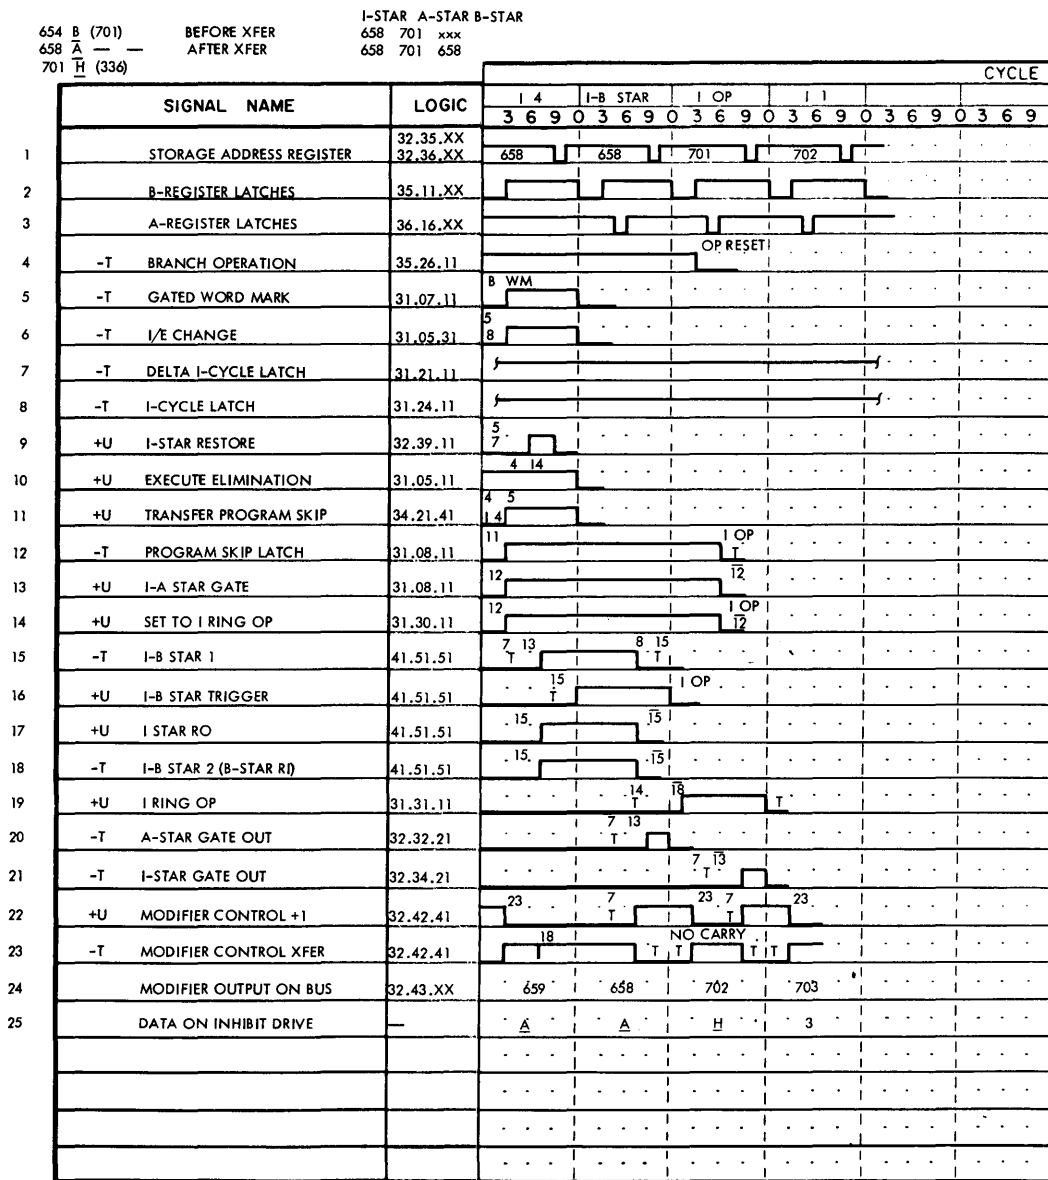 I-STAR A-STAR B-STAR
654 B (701) BEFORE XFER 658 701 xxx
658 A — — AFTER XFER 658 701 658
701 H (336)
CYCLE
SIGNAL NAME LOGIC I 4 I-B STAR I OP I 1
3 6 9 0 3 6 9 0 3 6 9 0 3 6 9 0 3 6 9 0 3 6 9
32.35.XX
1 STORAGE ADDRESS REGISTER 32.36.XX 658 658 701 702
2 B-REGISTER LATCHES 35.11.XX
3 A-REGISTER LATCHES 36.16.XX
OP RESET
4 -T BRANCH OPERATION 35.26.11
B WM
5 -T GATED WORD MARK 31.07.11
5
6 -T I/E CHANGE 31.05.31 8
7 -T DELTA I-CYCLE LATCH 31.21.11
8 -T I-CYCLE LATCH 31.24.11
5
9 +U I-STAR RESTORE 32.39.11 7
4 I4
10 +U EXECUTE ELIMINATION 31.05.11
4 5
11 +U TRANSFER PROGRAM SKIP 34.21.41 I 4
11 I OP
12 -T PROGRAM SKIP LATCH 31.08.11 T
12 12
13 +U I-A STAR GATE 31.08.11
12 I OP
14 +U SET TO I RING OP 31.30.11 12
7 13 8 15
15 -T I-B STAR 1 41.51.51 T T
15 I OP
16 +U I-B STAR TRIGGER 41.51.51 T
15 15
17 +U I STAR RO 41.51.51
15 15
18 -T I-B STAR 2 (B-STAR RI) 41.51.51
14 18
19 +U I RING OP 31.31.11 T T
7 13
20 -T A-STAR GATE OUT 32.32.21 T
7 13
21 -T I-STAR GATE OUT 32.34.21 T
23 7 23 7 23
22 +U MODIFIER CONTROL +1 32.42.41 T T
18 NO CARRY
23 -T MODIFIER CONTROL XFER 32.42.41 T T T T
24 MODIFIER OUTPUT ON BUS 32.43.XX 659 658 702 703
25 DATA ON INHIBIT DRIVE — A A H 3